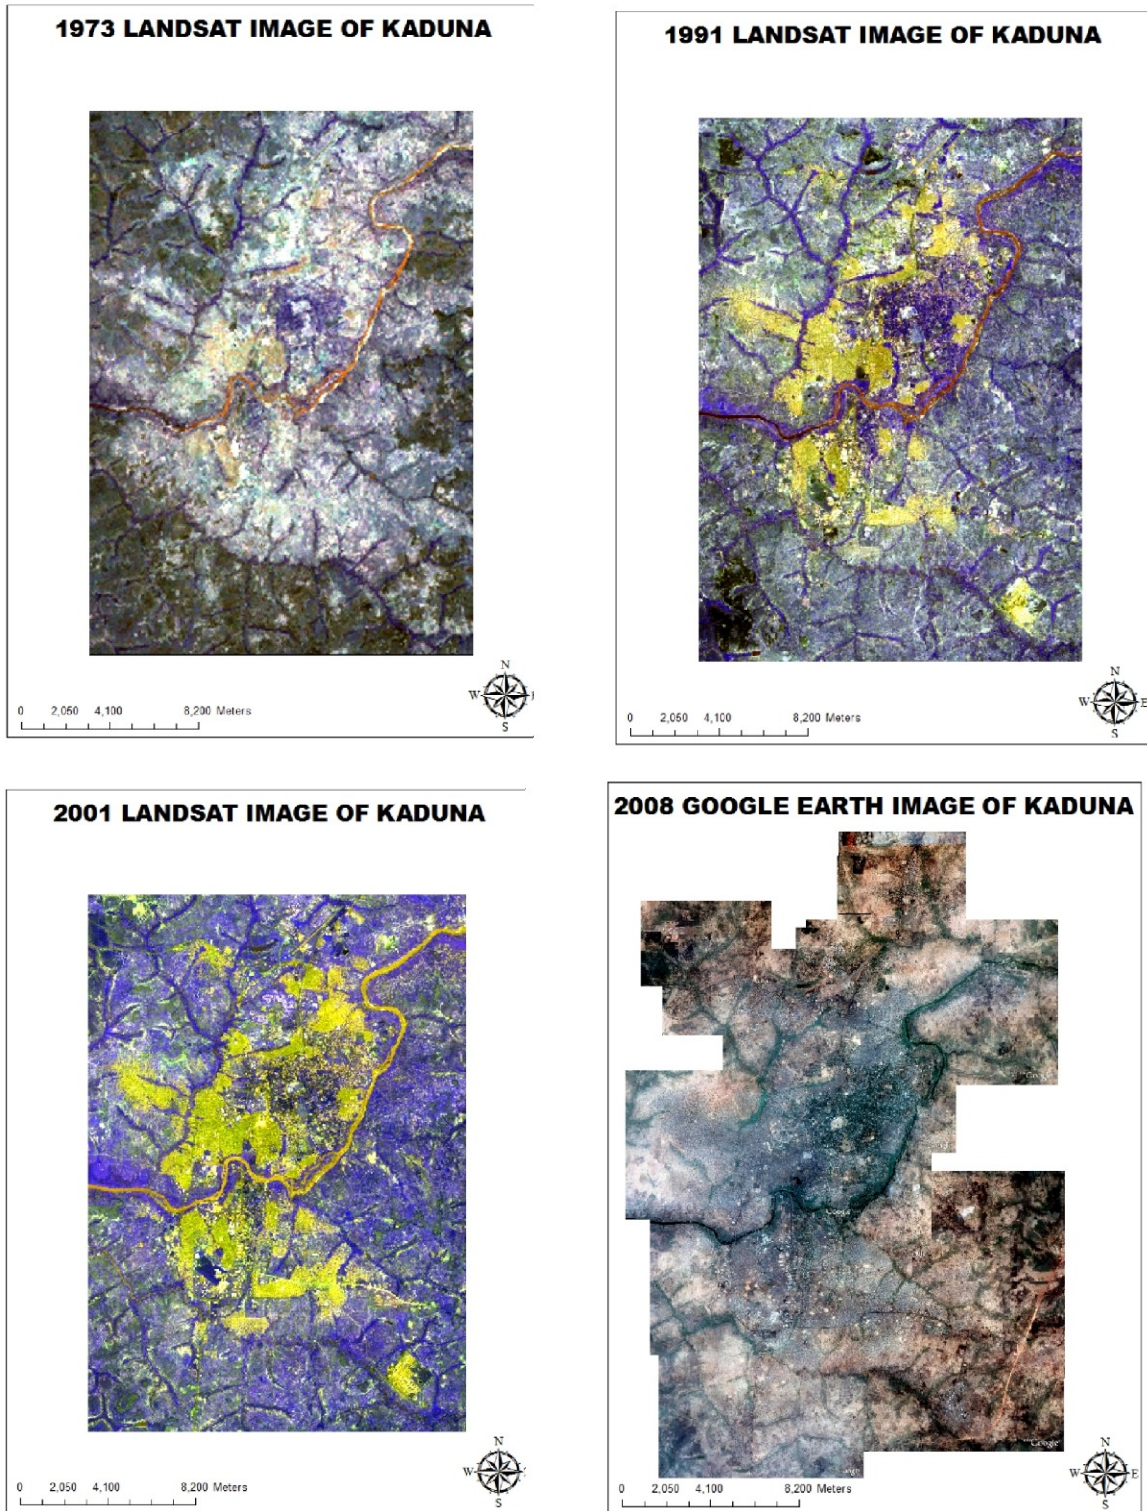 1973 LANDSAT IMAGE OF KADUNA
N
W
S
0 2,050 4,100 8,200 Meters
1991 LANDSAT IMAGE OF KADUNA
N
W E
S
0 2,050 4,100 8,200 Meters
2001 LANDSAT IMAGE OF KADUNA
N
W
S
0 2,050 4,100 8,200 Meters
2008 GOOGLE EARTH IMAGE OF KADUNA
Google
Google
N
W E
S
0 2,050 4,100 8,200 Meters